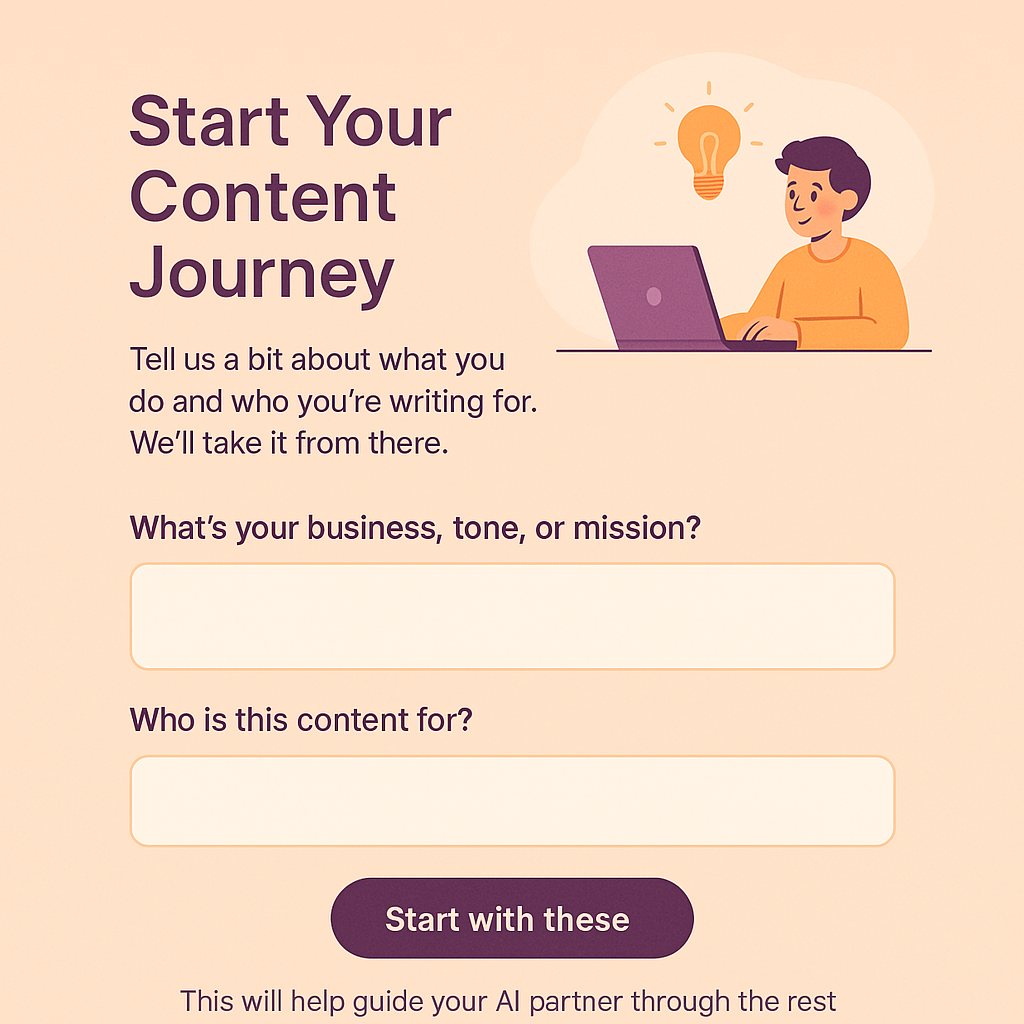 Start Your
Content
Journey
Tell us a bit about what you
do and who you're writing for.
We'll take it from there.
What's your business, tone, or mission?
Who is this content for?
Start with these
This will help guide your AI partner through the rest